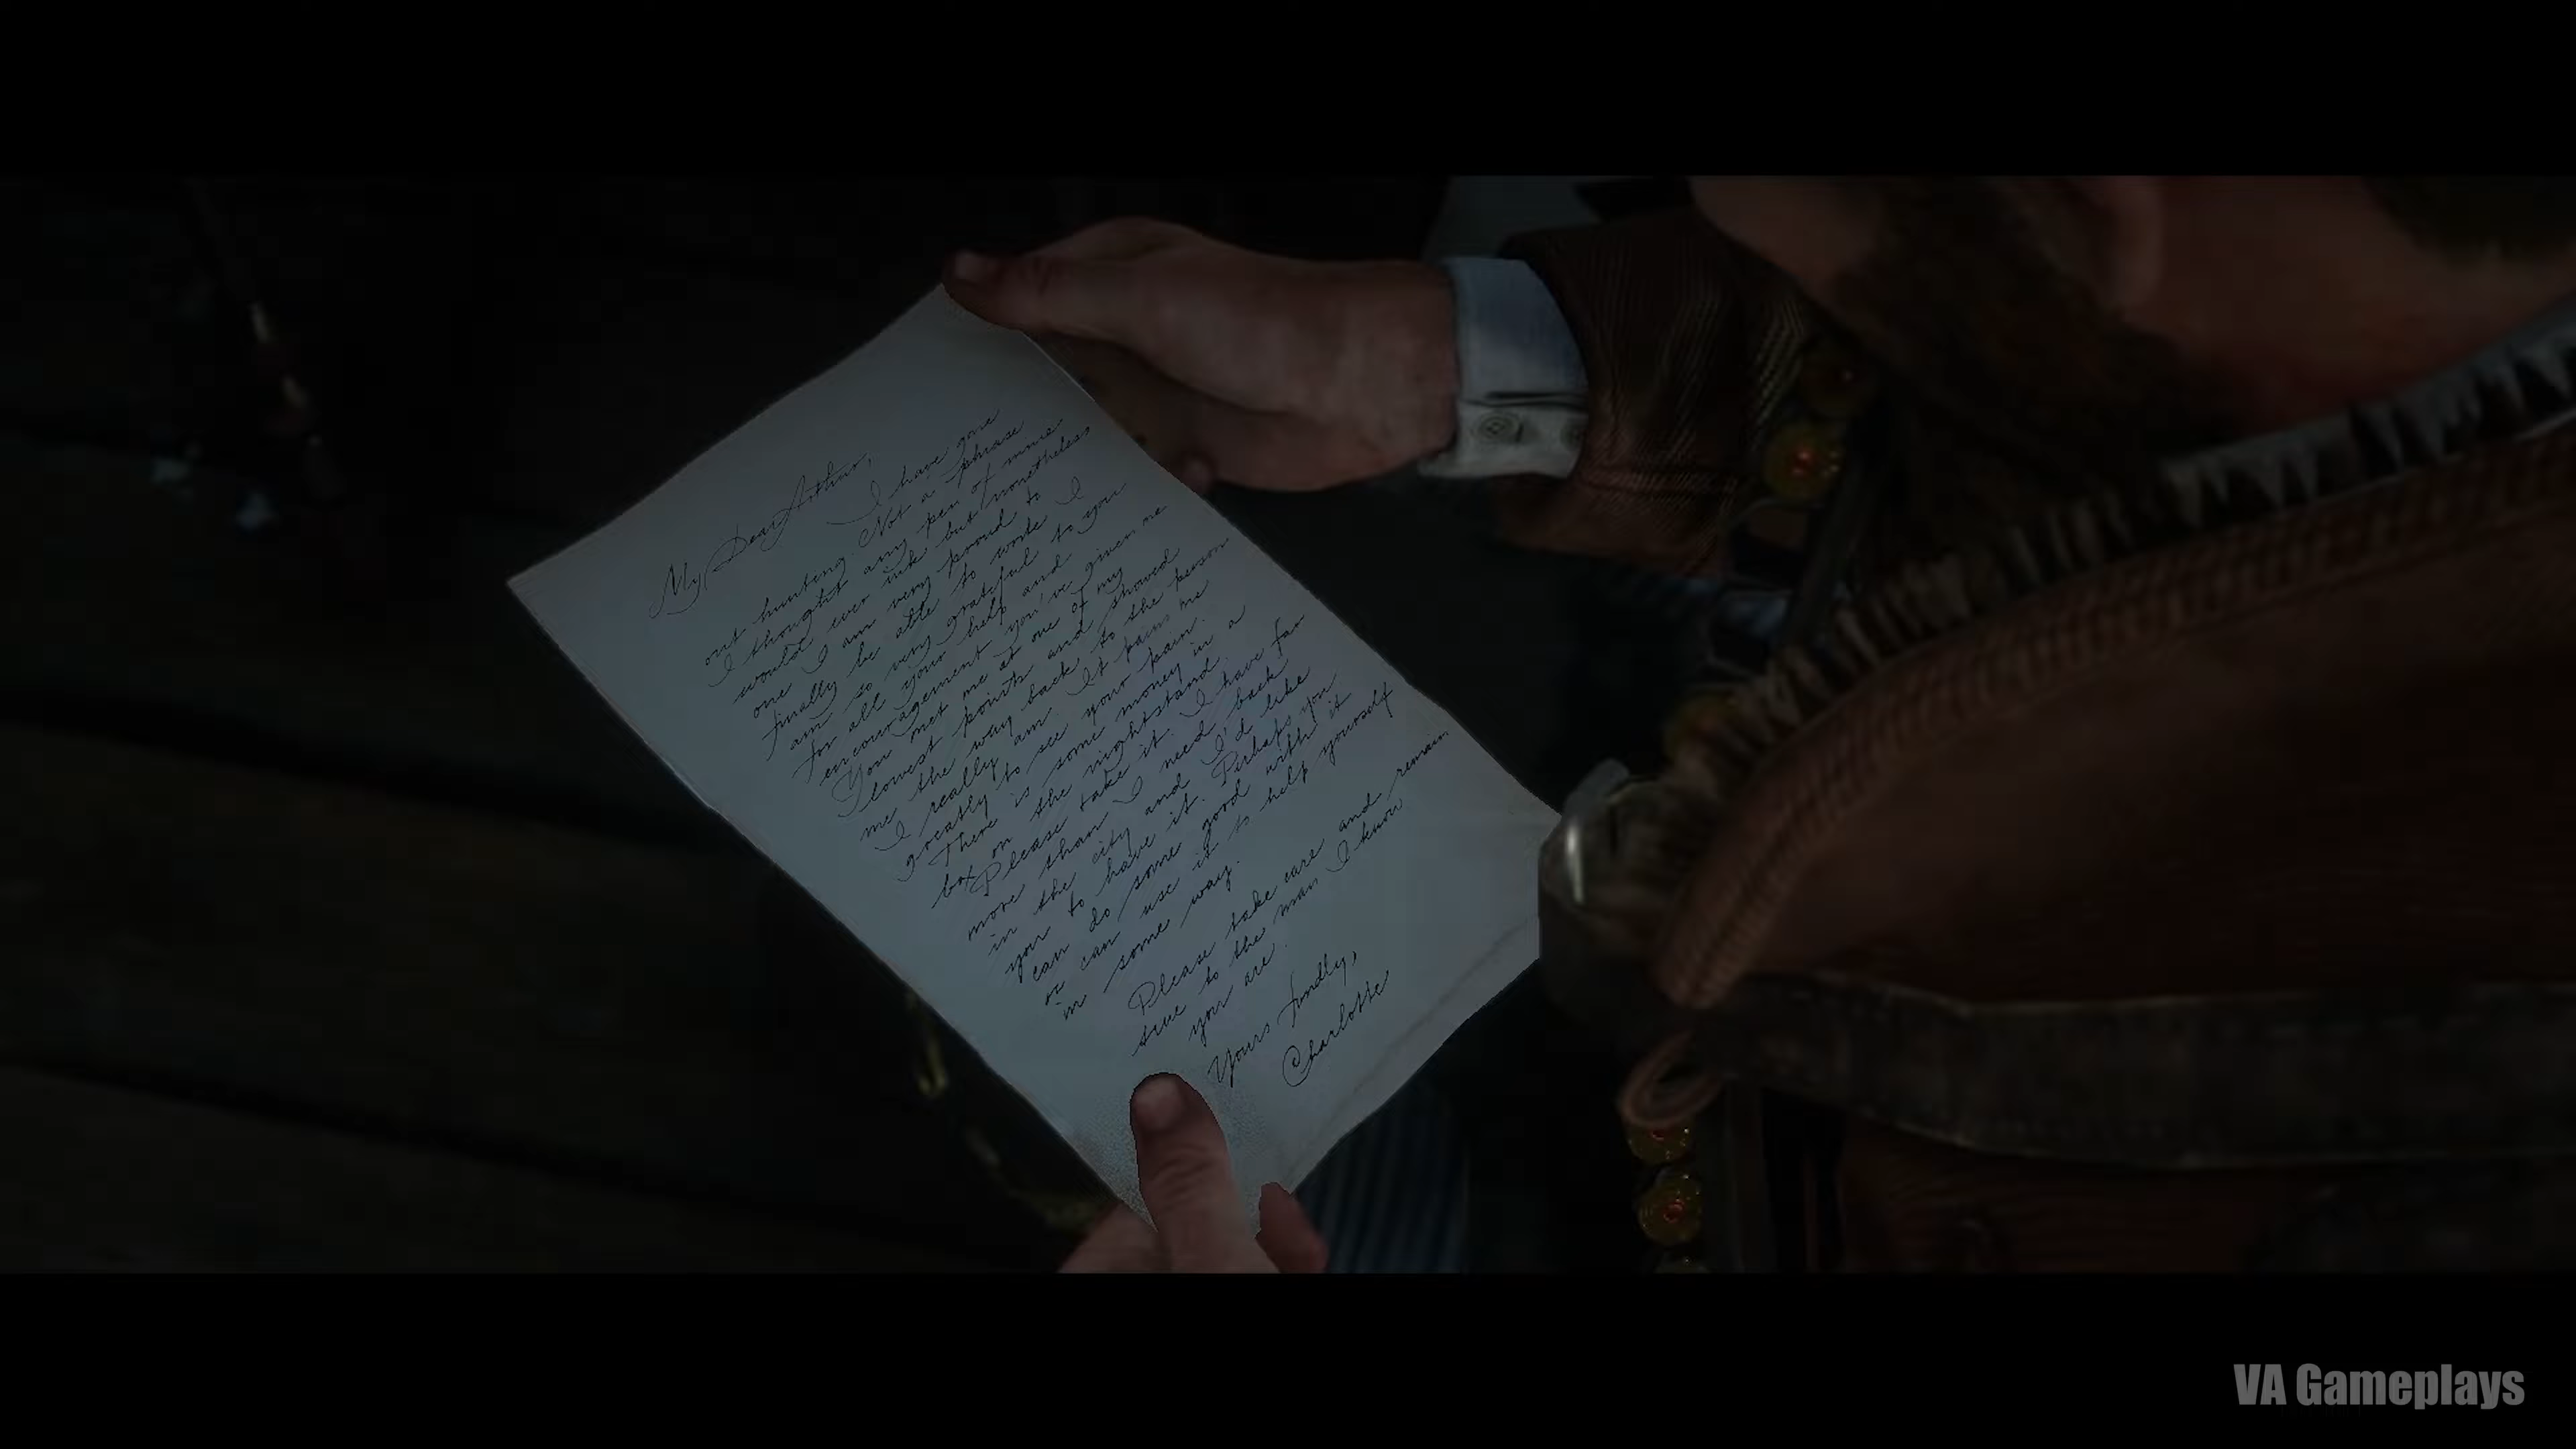 My Dear Arthur,
I have gone
out hunting. Not a phrase
I thought any pen of mine
would ever ink but nonetheless
one I am very proud to
finally be able to write I
am so very grateful to you
for all your help and
encouragement you've given me
You met me at one of my
lowest points and showed
me the way back to the person
I really am. It pains me
greatly to see your pain.
There is some money in a
box on the nightstand
Please take it. I have far
more than I need back
in the city and I'd like
you to have it. Perhaps you
can do some good with it
or can use it to help yourself
in some way.
Please take care and remain
true to the man I know
you are.
Yours fondly,
Charlotte
VA Gameplays